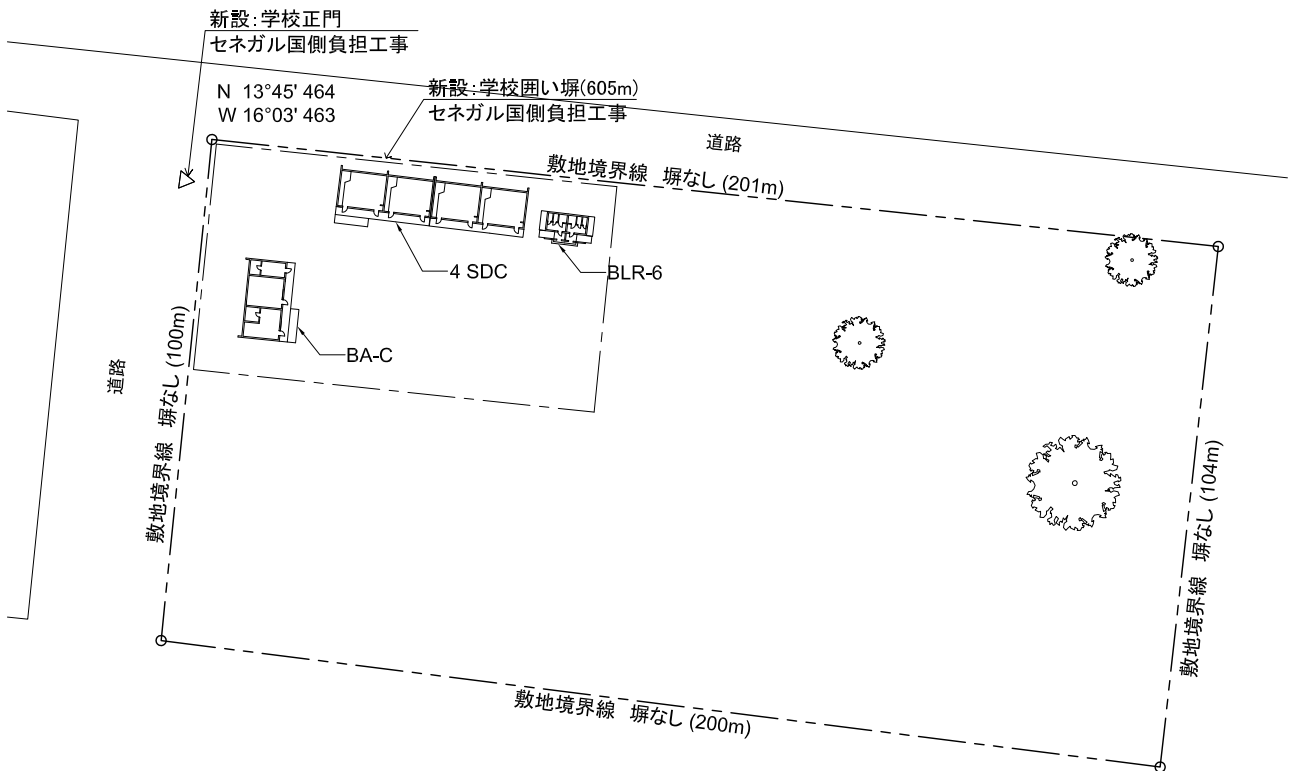 新設:学校正門
セネガル国側負担工事
N 13°45' 464
W 16°03' 463
新設:学校囲い塀(605m)
セネガル国側負担工事
道路
敷地境界線 塀なし (201m)
4 SDC
BLR-6
BA-C
道路
敷地境界線 塀なし (100m)
敷地境界線 塀なし (104m)
敷地境界線 塀なし (200m)